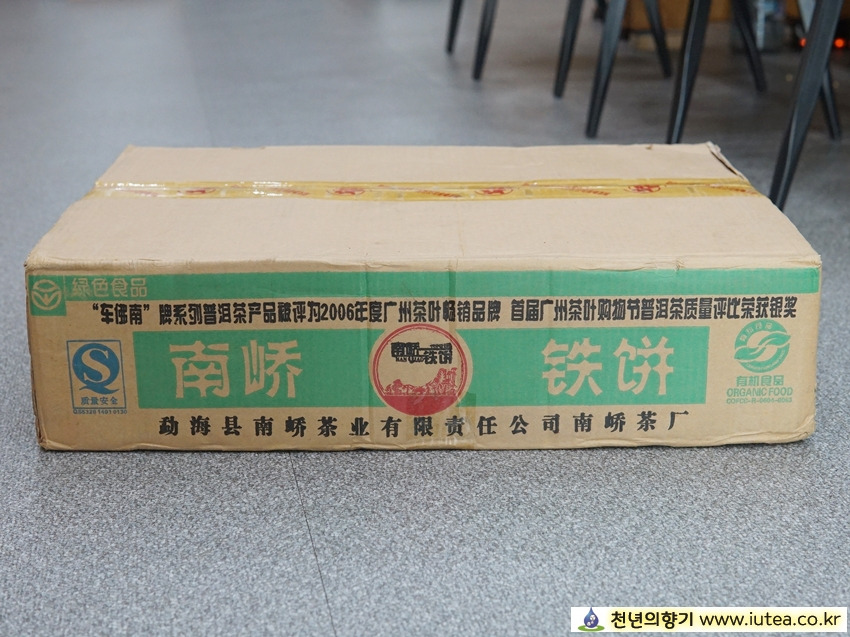 绿色食品
“车佛南” 牌系列普洱茶产品被评为2006年度广州茶叶畅销品牌 首届广州茶叶购物节普洱茶质量评比荣获银奖
质量安全
南峤
铁饼
有机食品
ORGANIC FOOD
勐海县南峤茶业有限责任公司南峤茶厂
천년의향기 www.iutea.co.kr